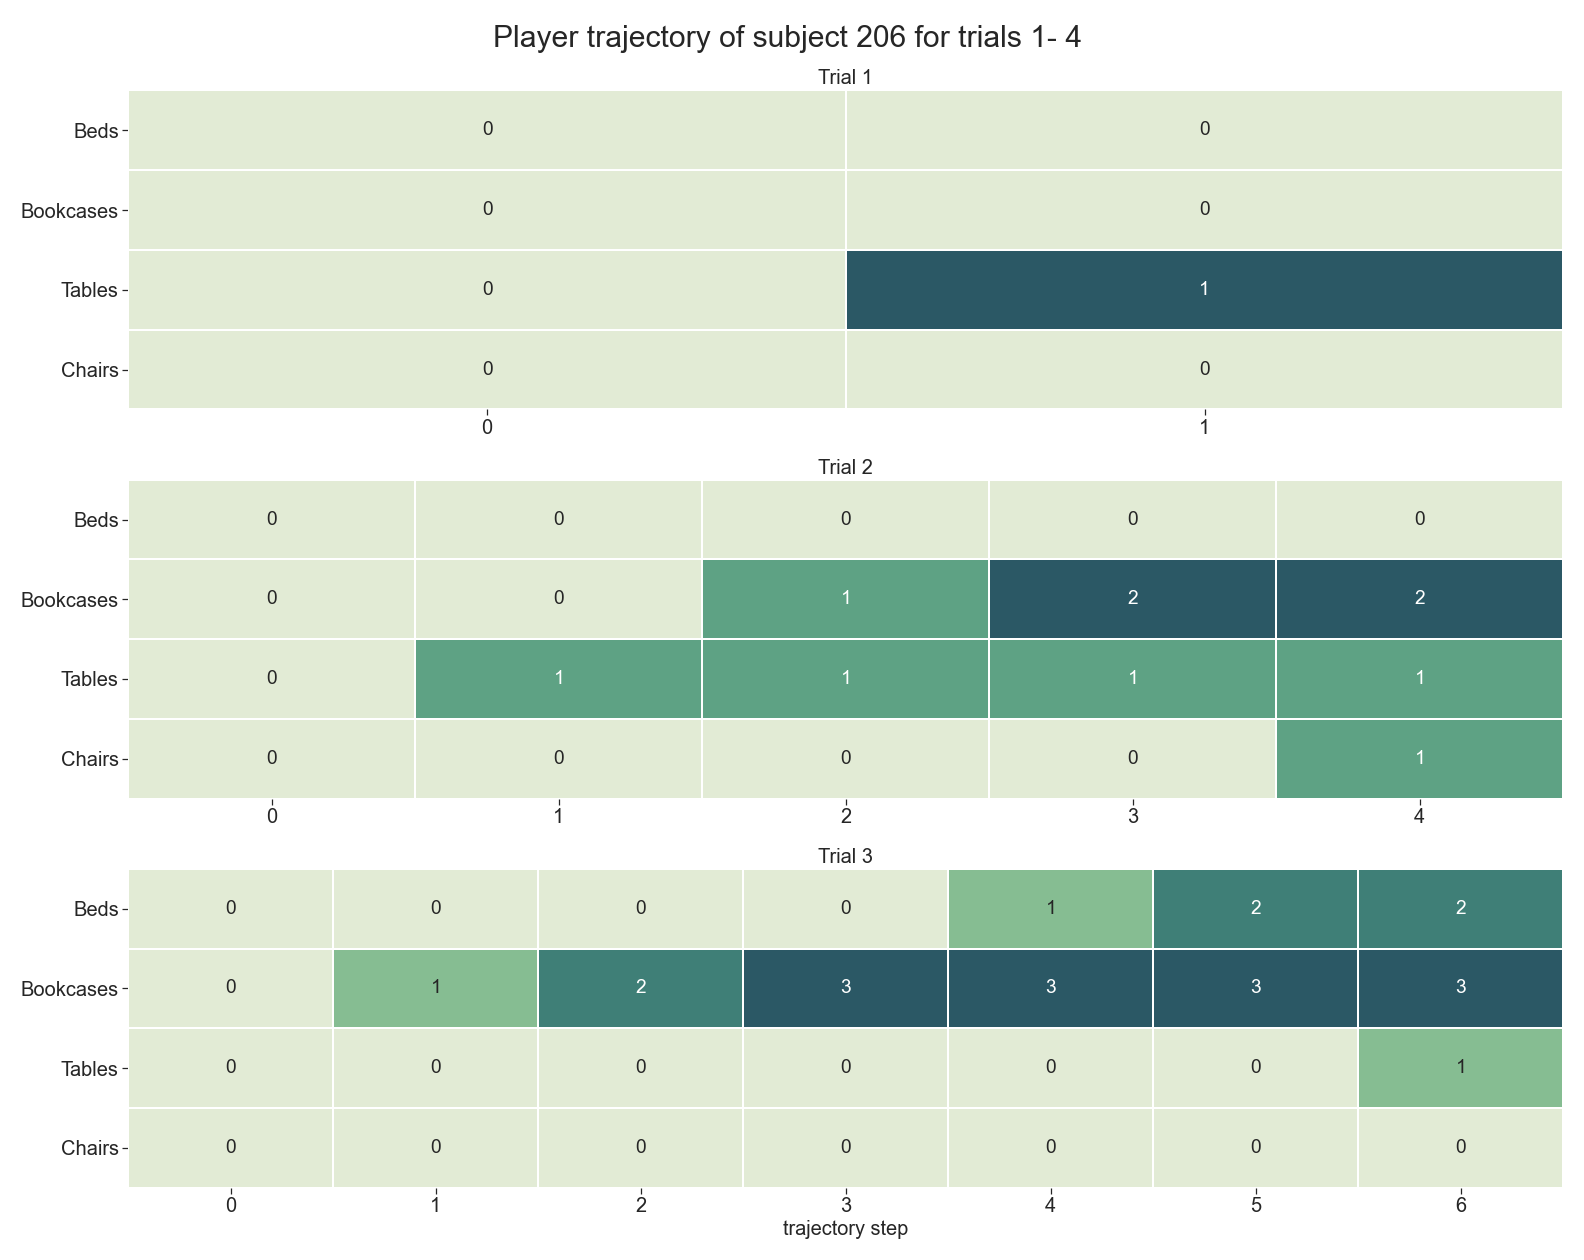 Player trajectory of subject 206 for trials 1- 4
Trial 1
Beds 0 0
Bookcases 0 0
Tables 0 1
Chairs 0 0
0 1
Trial 2
Beds 0 0 0 0 0
Bookcases 0 0 1 2 2
Tables 0 1 1 1 1
Chairs 0 0 0 0 1
0 1 2 3 4
Trial 3
Beds 0 0 0 0 1 2 2
Bookcases 0 1 2 3 3 3 3
Tables 0 0 0 0 0 0 1
Chairs 0 0 0 0 0 0 0
0 1 2 3 4 5 6
trajectory step